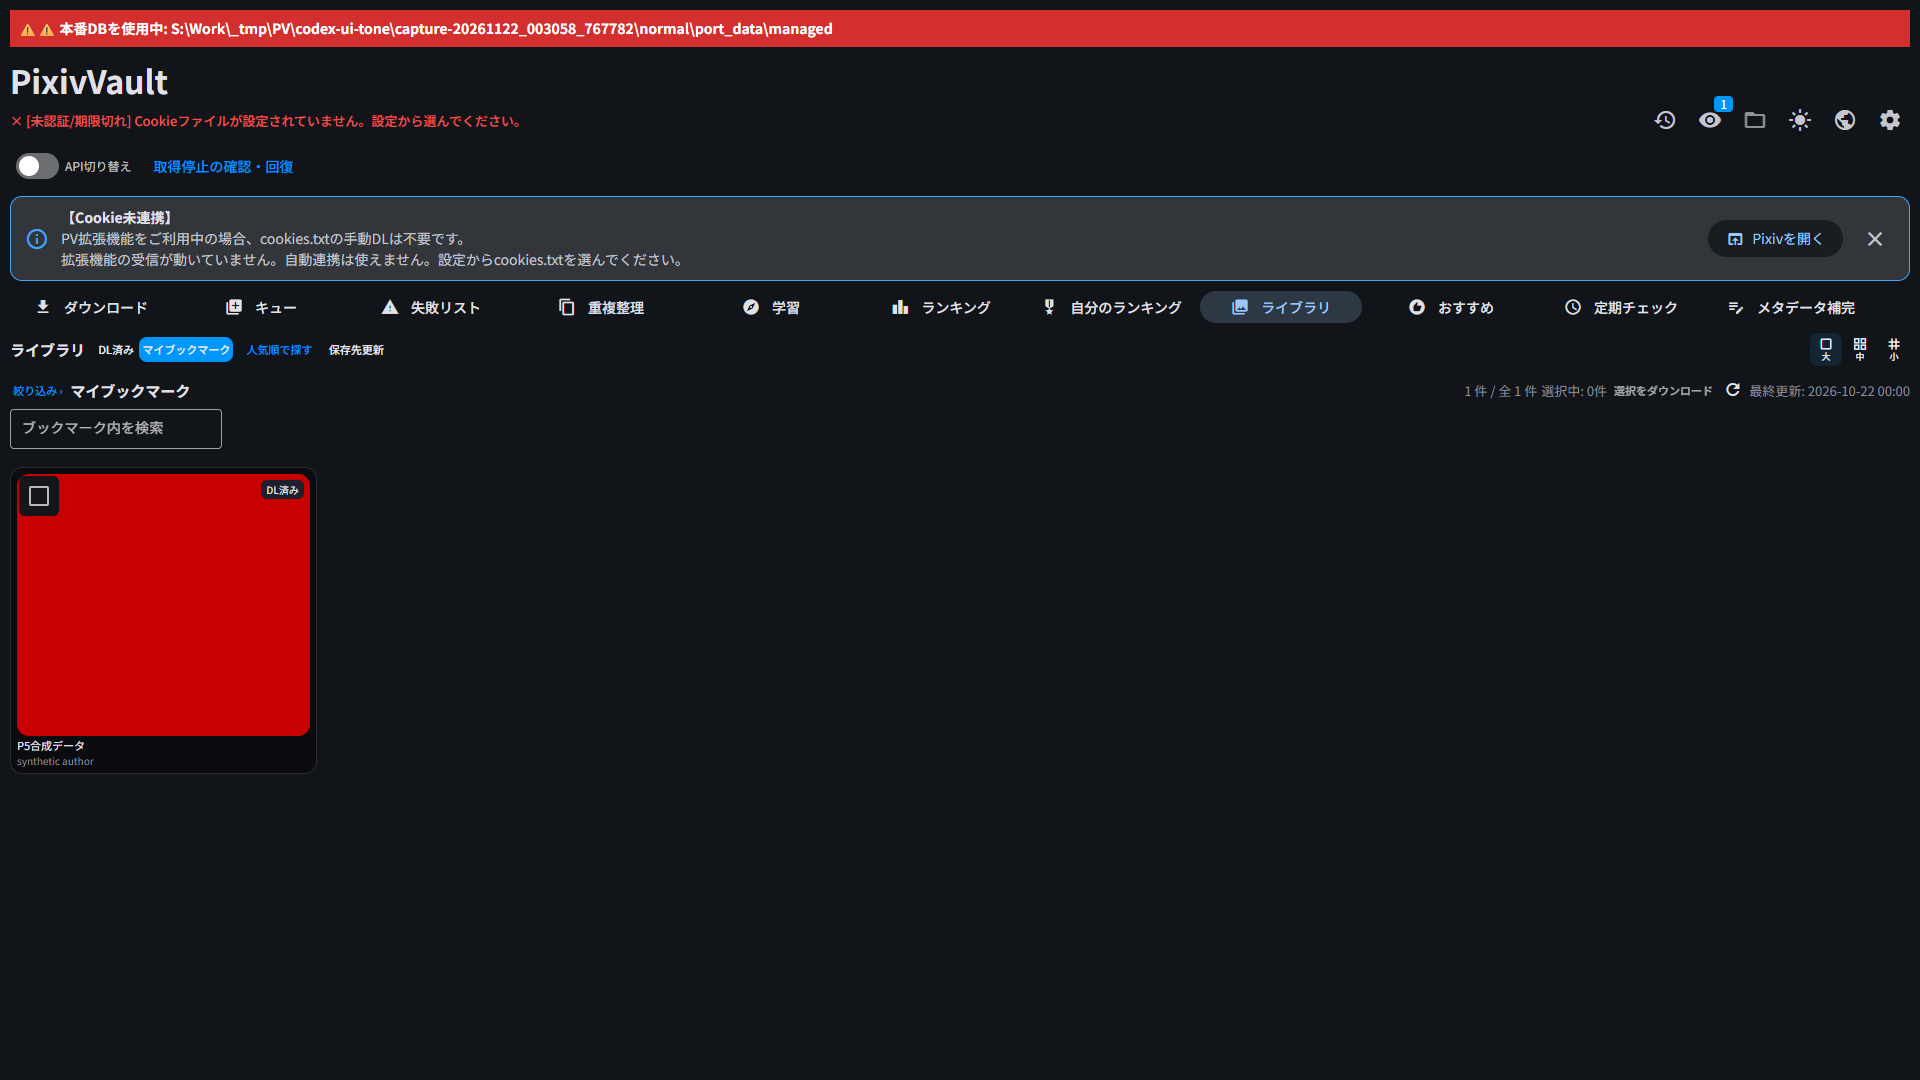 本番DBを使用中: S:\Work\_tmp\PV\codex-ui-tone\capture-20261122_003058_767782\normal\port_data\managed
PixivVault
✕ [未認証/期限切れ] Cookieファイルが設定されていません。設定から選んでください。
1
API切り替え 取得停止の確認・回復
【Cookie未連携】
PV拡張機能をご利用中の場合、cookies.txtの手動DLは不要です。
拡張機能の受信が動いていません。自動連携は使えません。設定からcookies.txtを選んでください。
Pixivを開く
ダウンロード キュー 失敗リスト 重複整理 学習 ランキング 自分のランキング ライブラリ おすすめ 定期チェック メタデータ補完
ライブラリ DL済み マイブックマーク 人気順で探す 保存先更新 大 中 小
絞り込み › マイブックマーク 1 件 / 全 1 件 選択中: 0件 選択をダウンロード 最終更新: 2026-10-22 00:00
ブックマーク内を検索
DL済み
P5合成データ
synthetic author